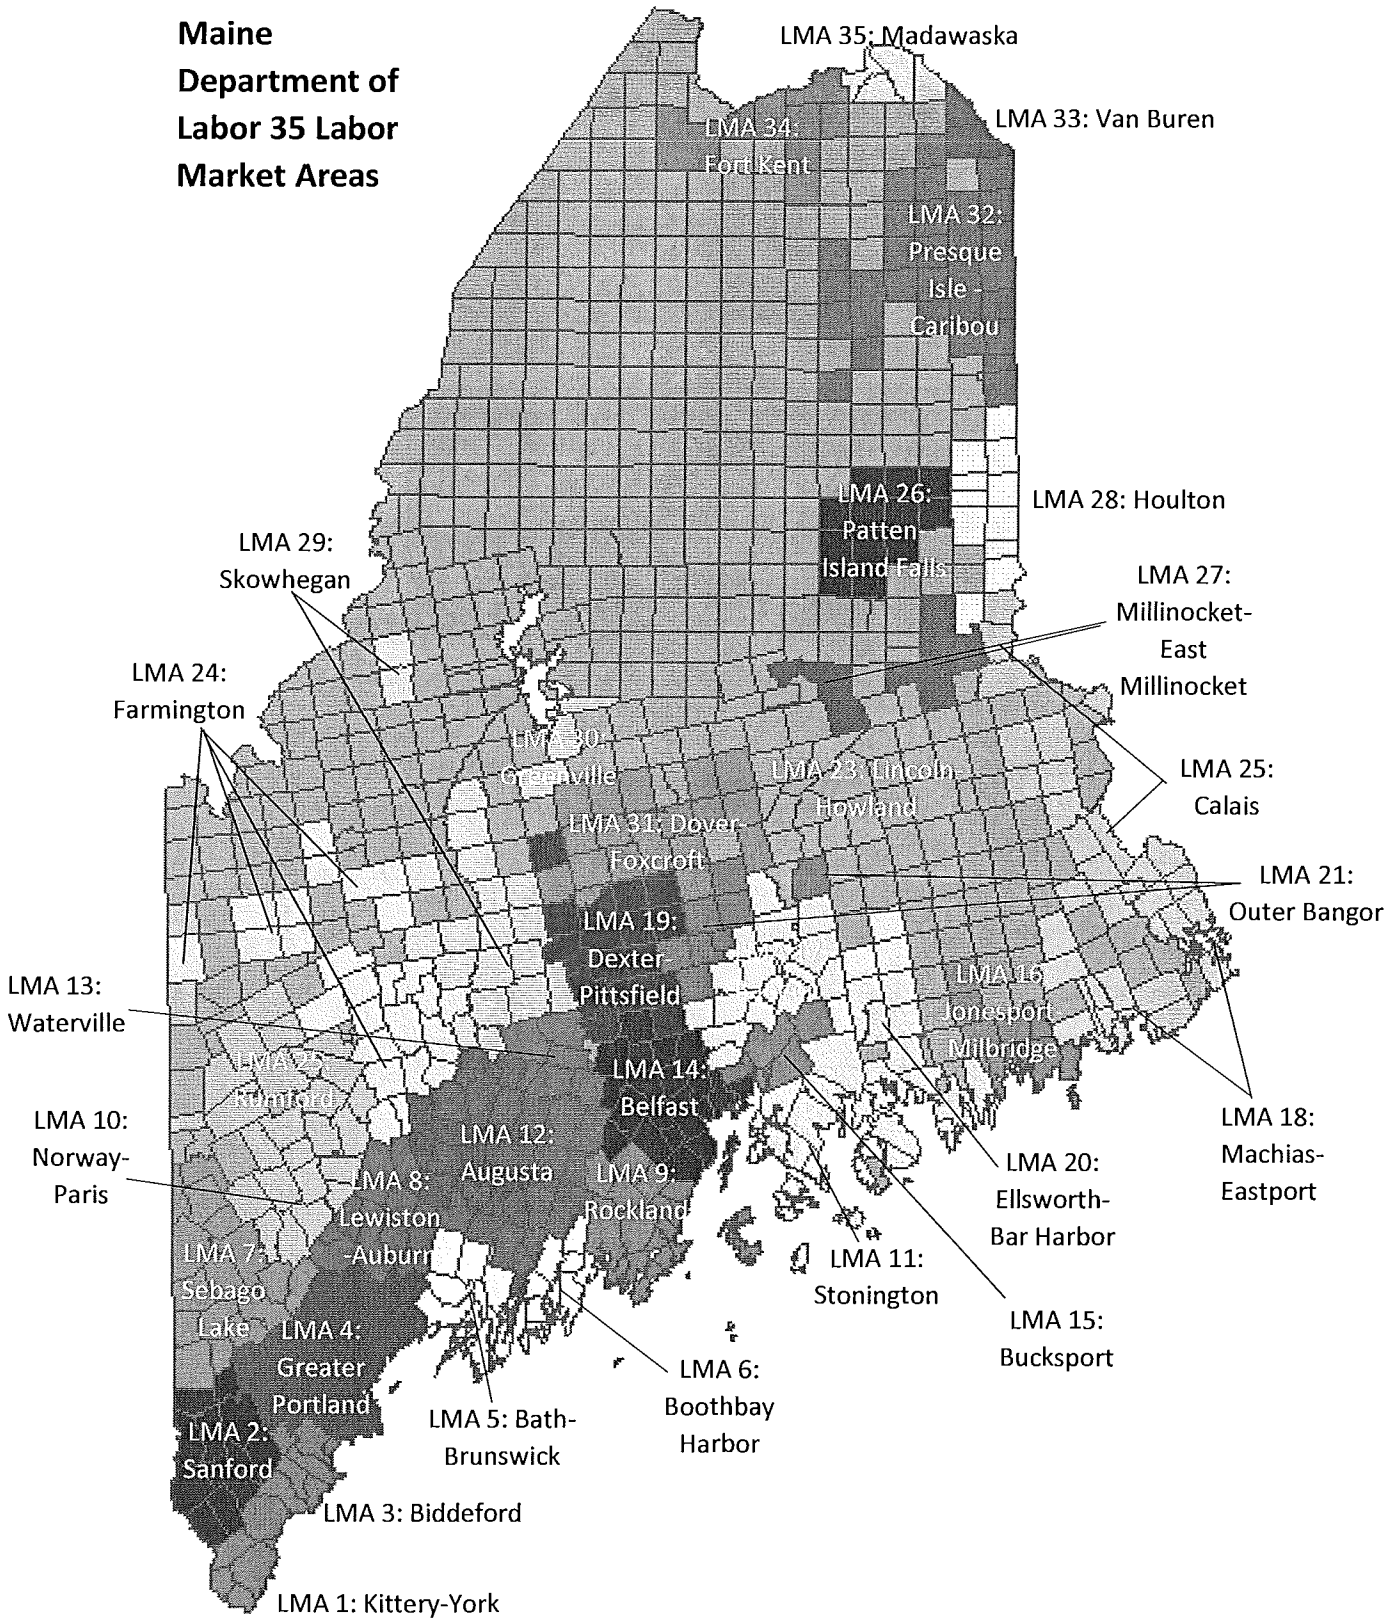 Maine
Department of
Labor 35 Labor
Market Areas
LMA 35: Madawaska
LMA 33: Van Buren
LMA 34:
Fort Kent
LMA 32:
Presque
Isle -
Caribou
LMA 26:
Patten
Island Falls
LMA 28: Houlton
LMA 29:
Skowhegan
LMA 27:
Millinocket-
East
Millinocket
LMA 24:
Farmington
LMA 30
Greenville
LMA 23: Lincoln
Howland
LMA 25:
Calais
LMA 31: Dover-
Foxcroft
LMA 21:
Outer Bangor
LMA 19:
Dexter
Pittsfield
LMA 16
Jonesport
Milbridge
LMA 13:
Waterville
Rumford
LMA 14:
Belfast
LMA 10:
Norway-
Paris
LMA 12:
Augusta
LMA 18:
Machias-
Eastport
LMA 8:
Lewiston
-Auburn
LMA 9:
Rockland
LMA 20:
Ellsworth-
Bar Harbor
LMA 7:
Sebago
Lake
LMA 11:
Stonington
LMA 4:
Greater
Portland
LMA 15:
Bucksport
LMA 6:
Boothbay
Harbor
LMA 5: Bath-
Brunswick
LMA 2:
Sanford
LMA 3: Biddeford
LMA 1: Kittery-York